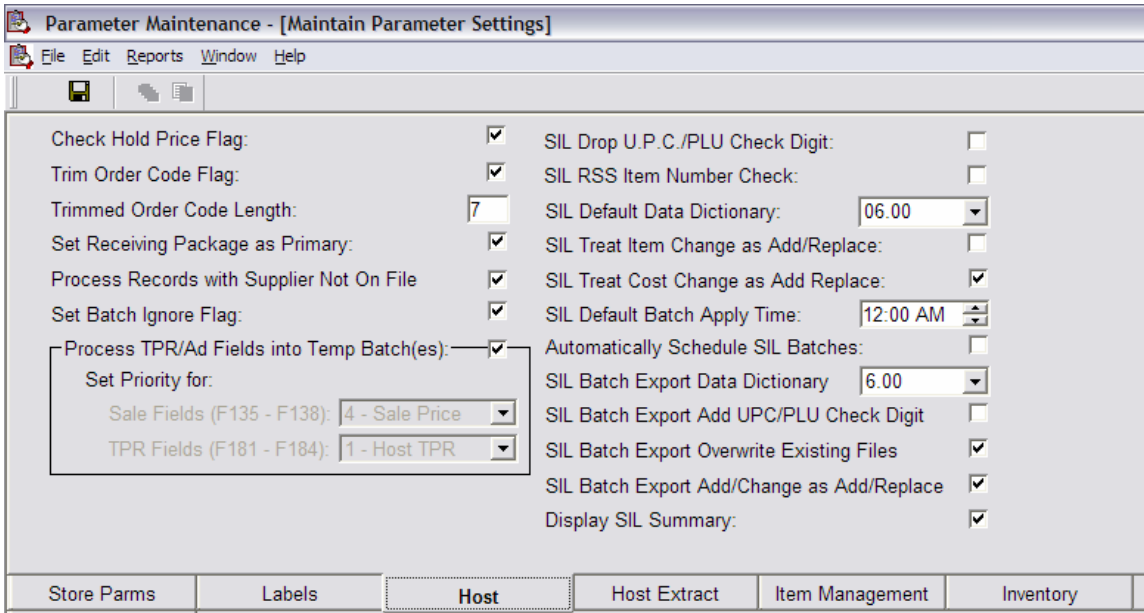 Parameter Maintenance - [Maintain Parameter Settings]
File Edit Reports Window Help
Check Hold Price Flag:
Trim Order Code Flag:
Trimmed Order Code Length: 7
Set Receiving Package as Primary:
Process Records with Supplier Not On File
Set Batch Ignore Flag:
Process TPR/Ad Fields into Temp Batch(es):
Set Priority for:
Sale Fields (F135 - F138): 4 - Sale Price
TPR Fields (F181 - F184): 1 - Host TPR
SIL Drop U.P.C./PLU Check Digit:
SIL RSS Item Number Check:
SIL Default Data Dictionary: 06.00
SIL Treat Item Change as Add/Replace:
SIL Treat Cost Change as Add Replace:
SIL Default Batch Apply Time: 12:00 AM
Automatically Schedule SIL Batches:
SIL Batch Export Data Dictionary 6.00
SIL Batch Export Add UPC/PLU Check Digit
SIL Batch Export Overwrite Existing Files
SIL Batch Export Add/Change as Add/Replace
Display SIL Summary:
Store Parms Labels Host Host Extract Item Management Inventory